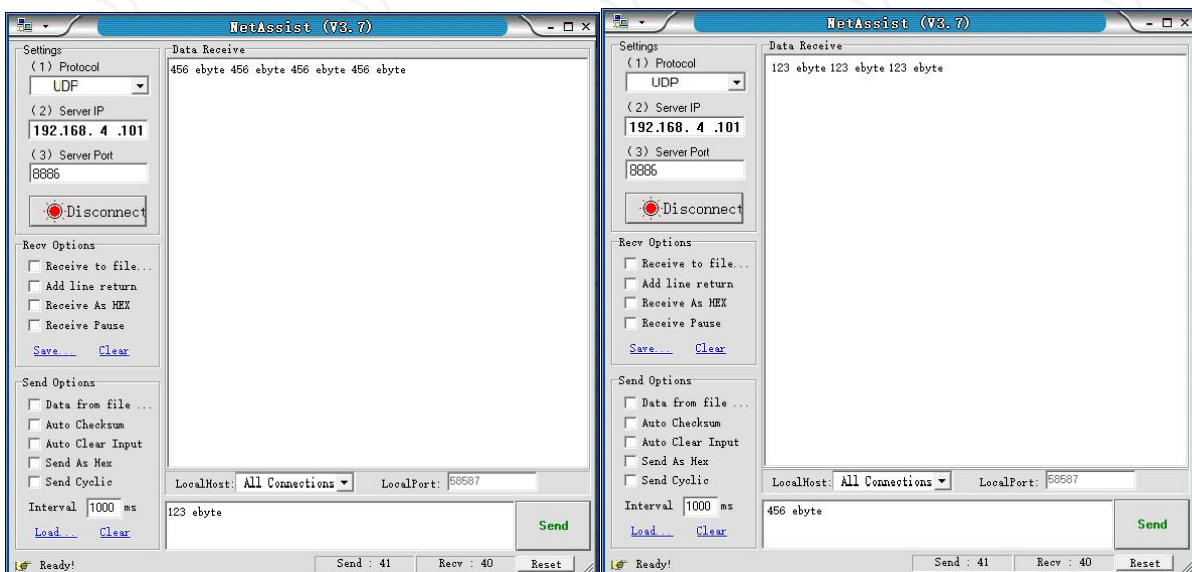 NetAssist (V3.7)
Settings
(1) Protocol
UDP
(2) Server IP
192.168. 4 .101
(3) Server Port
8886
Disconnect
Recv Options
Receive to file...
Add line return
Receive As HEX
Receive Pause
Save... Clear
Send Options
Data from file ...
Auto Checksum
Auto Clear Input
Send As Hex
Send Cyclic
Interval 1000 ms
Load... Clear
Data Receive
456 ebyte 456 ebyte 456 ebyte 456 ebyte
LocalHost: All Connections LocalPort: 58587
123 ebyte
Send
Ready! Send : 41 Recv : 40 Reset
NetAssist (V3.7)
Settings
(1) Protocol
UDP
(2) Server IP
192.168. 4 .101
(3) Server Port
8886
Disconnect
Recv Options
Receive to file...
Add line return
Receive As HEX
Receive Pause
Save... Clear
Send Options
Data from file ...
Auto Checksum
Auto Clear Input
Send As Hex
Send Cyclic
Interval 1000 ms
Load... Clear
Data Receive
123 ebyte 123 ebyte 123 ebyte
LocalHost: All Connections LocalPort: 58587
456 ebyte
Send
Ready! Send : 41 Recv : 40 Reset